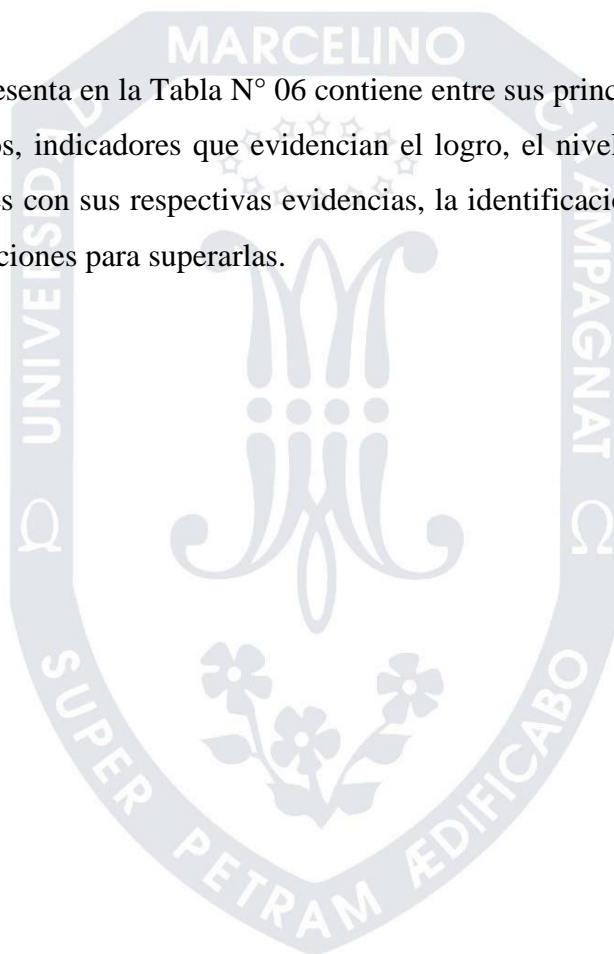 MARCELINO
esenta en la Tabla N° 06 contiene entre sus princ
os, indicadores que evidencian el logro, el nivel
es con sus respectivas evidencias, la identificació
ciones para superarlas.
UNIVERSIDAD
CHAMPAGNAT
SUPER PETRAM ÆDIFICABO